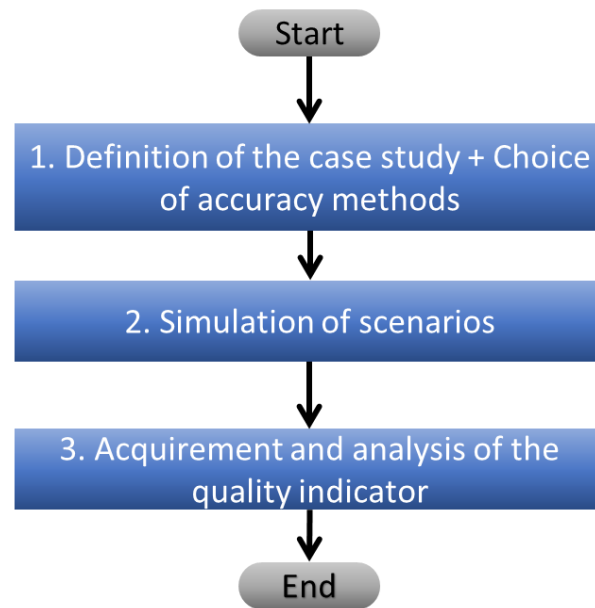 Start
1. Definition of the case study + Choice
of accuracy methods
2. Simulation of scenarios
3. Acquirement and analysis of the
quality indicator
End